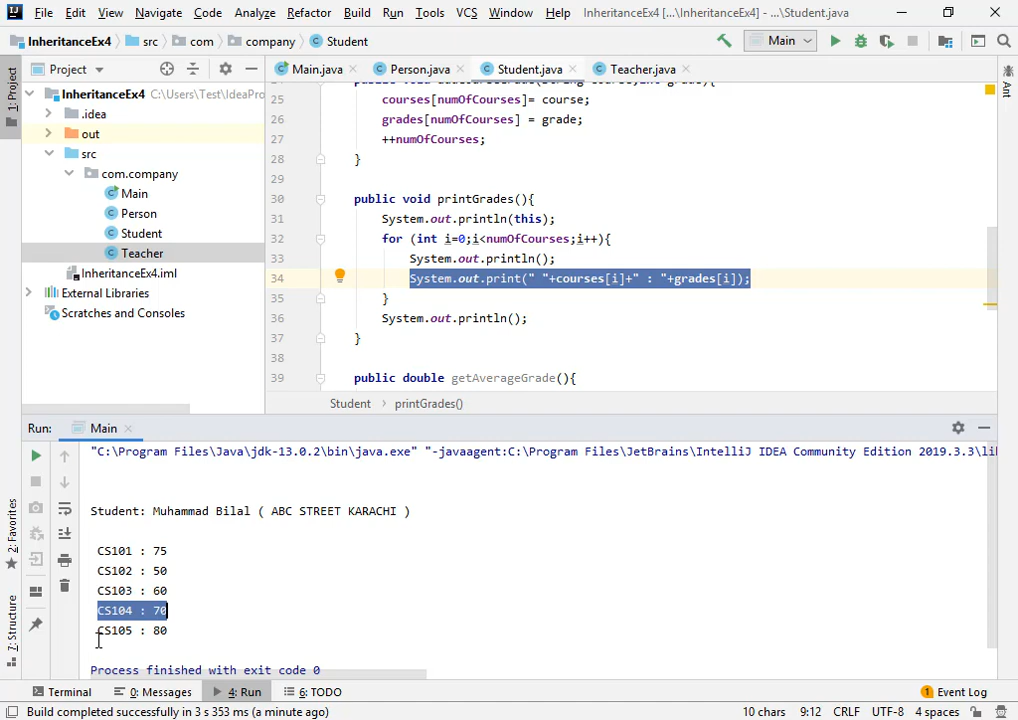 File Edit View Navigate Code Analyze Refactor Build Run Tools VCS Window Help InheritanceEx4 [...\InheritanceEx4] - ...\Student.java
InheritanceEx4 src com company Student Main
1: Project
Project
Main.java Person.java Student.java Teacher.java
Ant
InheritanceEx4 C:\Users\Test\IdeaPro
.idea
out
src
com.company
Main
Person
Student
Teacher
InheritanceEx4.iml
External Libraries
Scratches and Consoles
25 courses[numOfCourses]= course;
26 grades[numOfCourses] = grade;
27 ++numOfCourses;
28 }
29
30 public void printGrades(){
31 System.out.println(this);
32 for (int i=0;i<numOfCourses;i++){
33 System.out.println();
34 System.out.print(" "+courses[i]+" : "+grades[i]);
35 }
36 System.out.println();
37 }
38
39 public double getAverageGrade(){
Student printGrades()
Run: Main
"C:\Program Files\Java\jdk-13.0.2\bin\java.exe" "-javaagent:C:\Program Files\JetBrains\IntelliJ IDEA Community Edition 2019.3.3\li
Student: Muhammad Bilal ( ABC STREET KARACHI )
CS101 : 75
CS102 : 50
CS103 : 60
CS104 : 70
CS105 : 80
Process finished with exit code 0
2: Favorites
7: Structure
Terminal 0: Messages 4: Run 6: TODO 1 Event Log
Build completed successfully in 3 s 353 ms (a minute ago) 10 chars 9:12 CRLF UTF-8 4 spaces